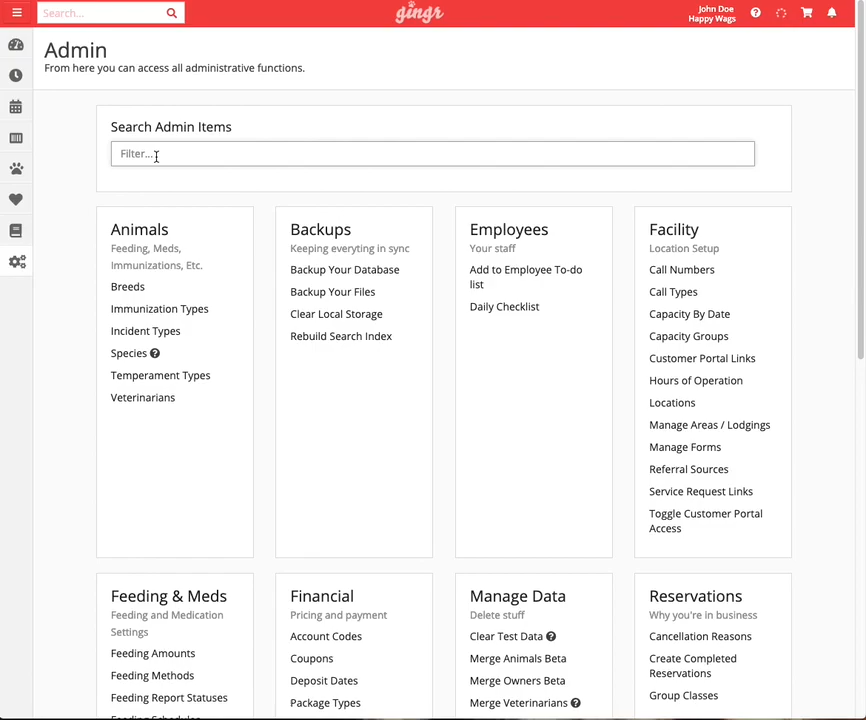 Search...
gingr
John Doe
Happy Wags
Admin
From here you can access all administrative functions.
Search Admin Items
Filter...
Animals
Feeding, Meds,
Immunizations, Etc.
Breeds
Immunization Types
Incident Types
Species
Temperament Types
Veterinarians
Backups
Keeping everyting in sync
Backup Your Database
Backup Your Files
Clear Local Storage
Rebuild Search Index
Employees
Your staff
Add to Employee To-do
list
Daily Checklist
Facility
Location Setup
Call Numbers
Call Types
Capacity By Date
Capacity Groups
Customer Portal Links
Hours of Operation
Locations
Manage Areas / Lodgings
Manage Forms
Referral Sources
Service Request Links
Toggle Customer Portal
Access
Feeding & Meds
Feeding and Medication
Settings
Feeding Amounts
Feeding Methods
Feeding Report Statuses
Feeding Schedules
Financial
Pricing and payment
Account Codes
Coupons
Deposit Dates
Package Types
Manage Data
Delete stuff
Clear Test Data
Merge Animals Beta
Merge Owners Beta
Merge Veterinarians
Reservations
Why you're in business
Cancellation Reasons
Create Completed
Reservations
Group Classes